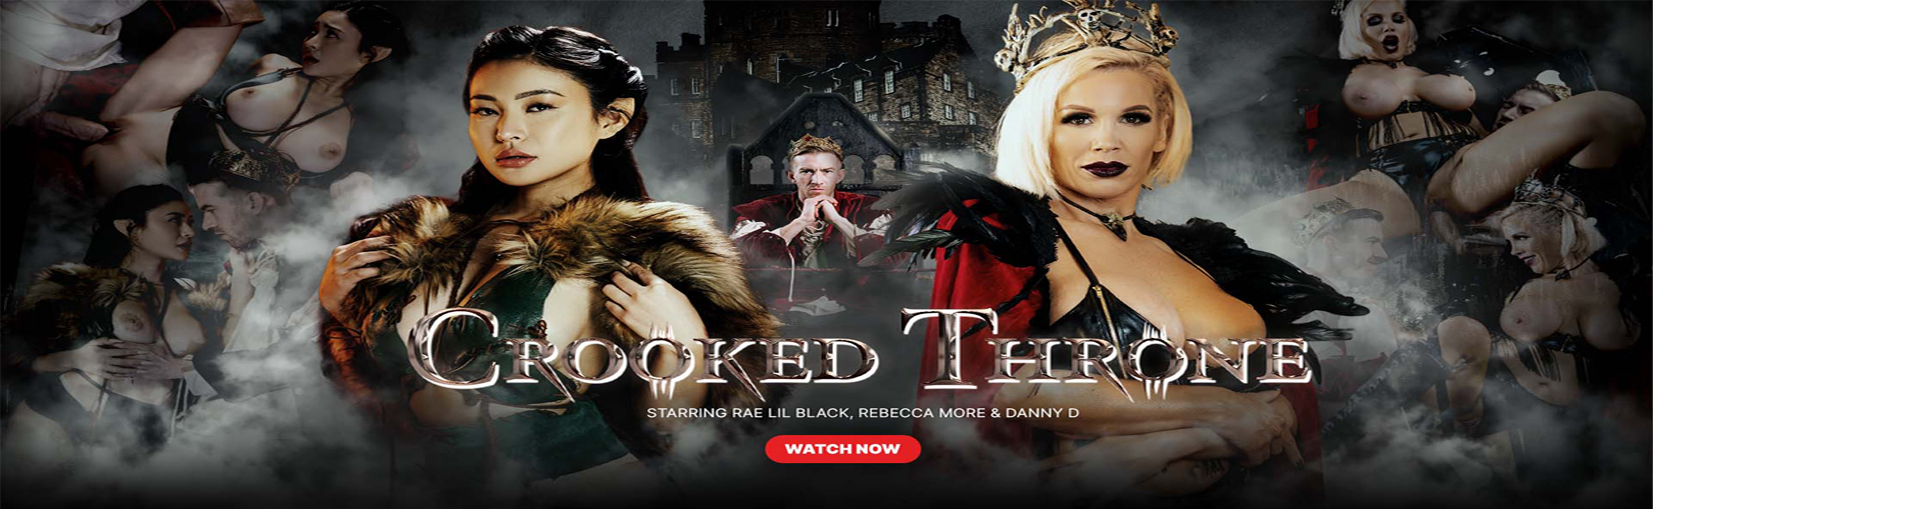 CROOKED THRONE
STARRING RAE LIL BLACK, REBECCA MORE & DANNY D
WATCH NOW